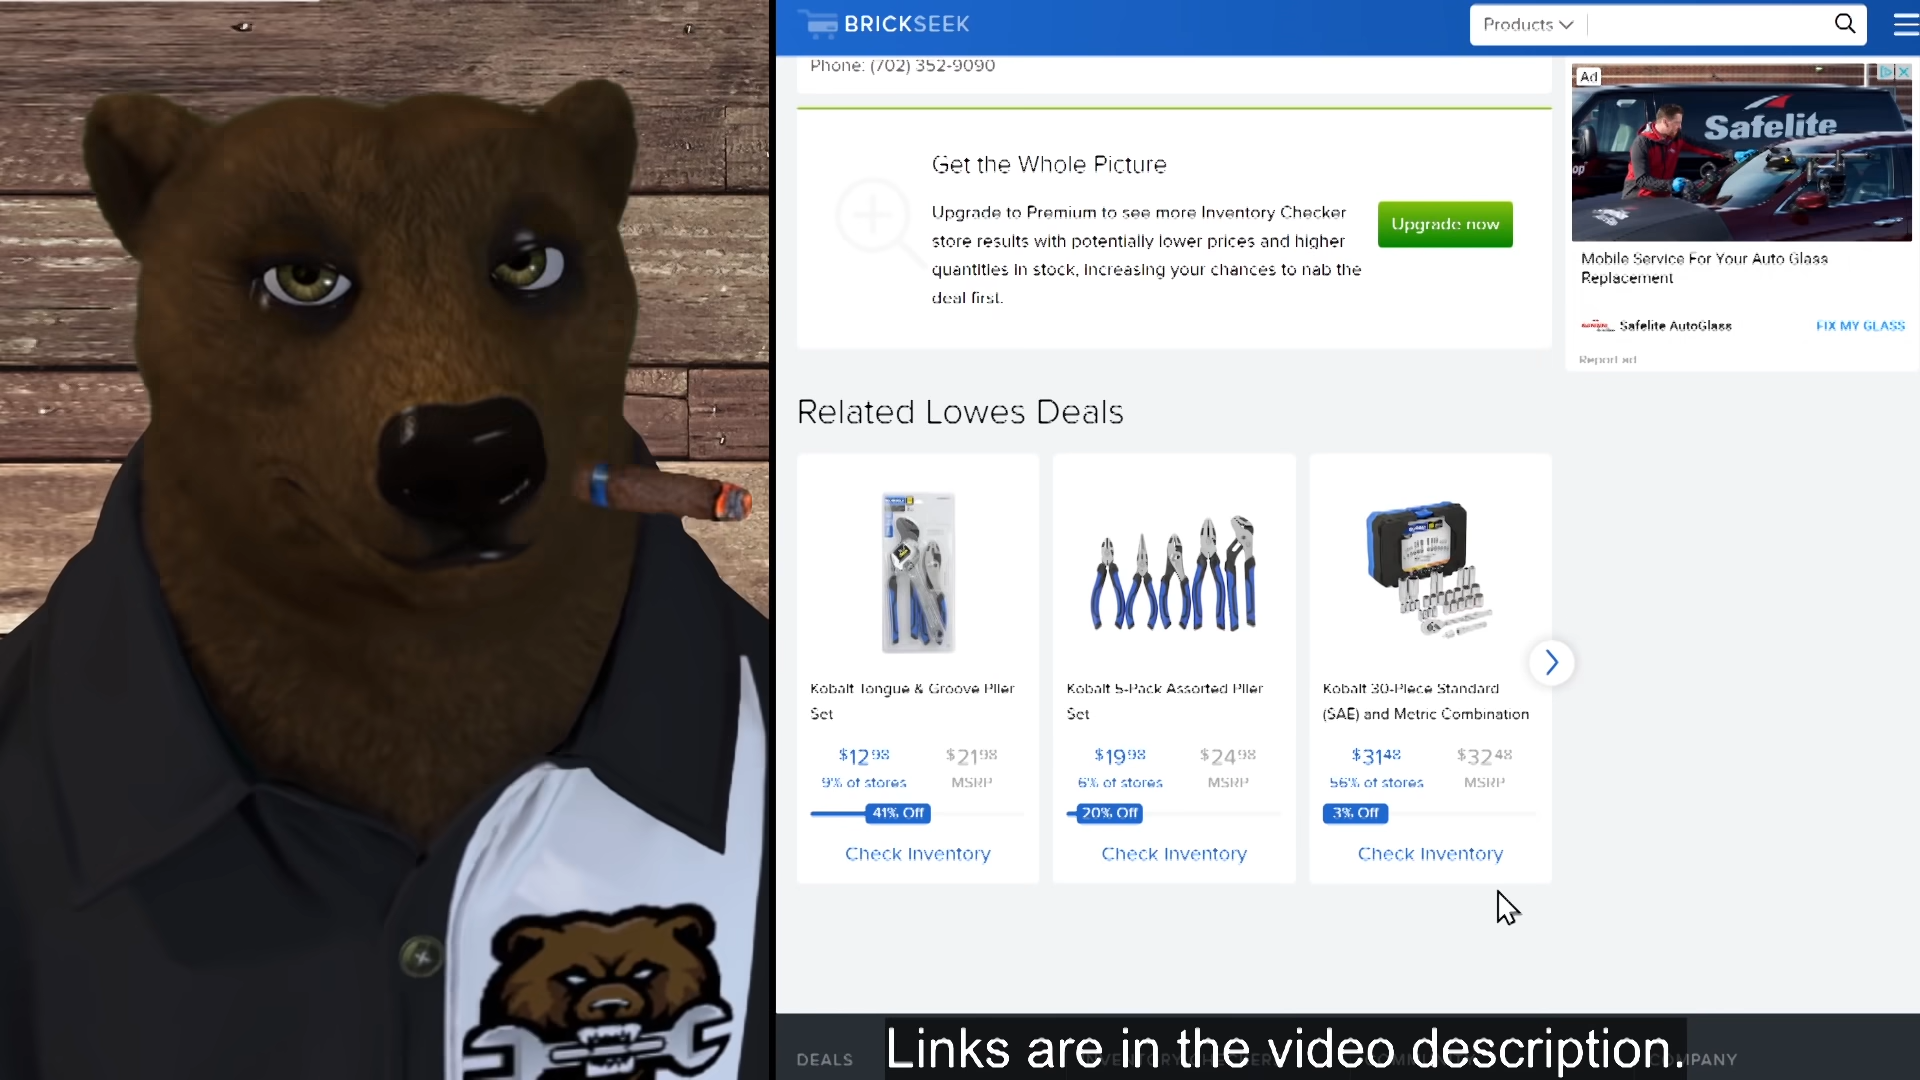 BRICKSEEK
Products
Phone: (702) 352-9090
Ad
Safelite
Get the Whole Picture
Upgrade to Premium to see more Inventory Checker
store results with potentially lower prices and higher
quantities in stock, increasing your chances to nab the
deal first.
Upgrade now
Mobile Service For Your Auto Glass
Replacement
Safelite AutoGlass
FIX MY GLASS
Report ad
Related Lowes Deals
Kobalt Tongue & Groove Plier
Set
$12.98 $21.98
9% of stores MSRP
41% Off
Check Inventory
Kobalt 5-Pack Assorted Plier
Set
$19.98 $24.98
6% of stores MSRP
20% Off
Check Inventory
Kobalt 30-Piece Standard
(SAE) and Metric Combination
$31.48 $32.48
56% of stores MSRP
3% Off
Check Inventory
DEALS
Links are in the video description.